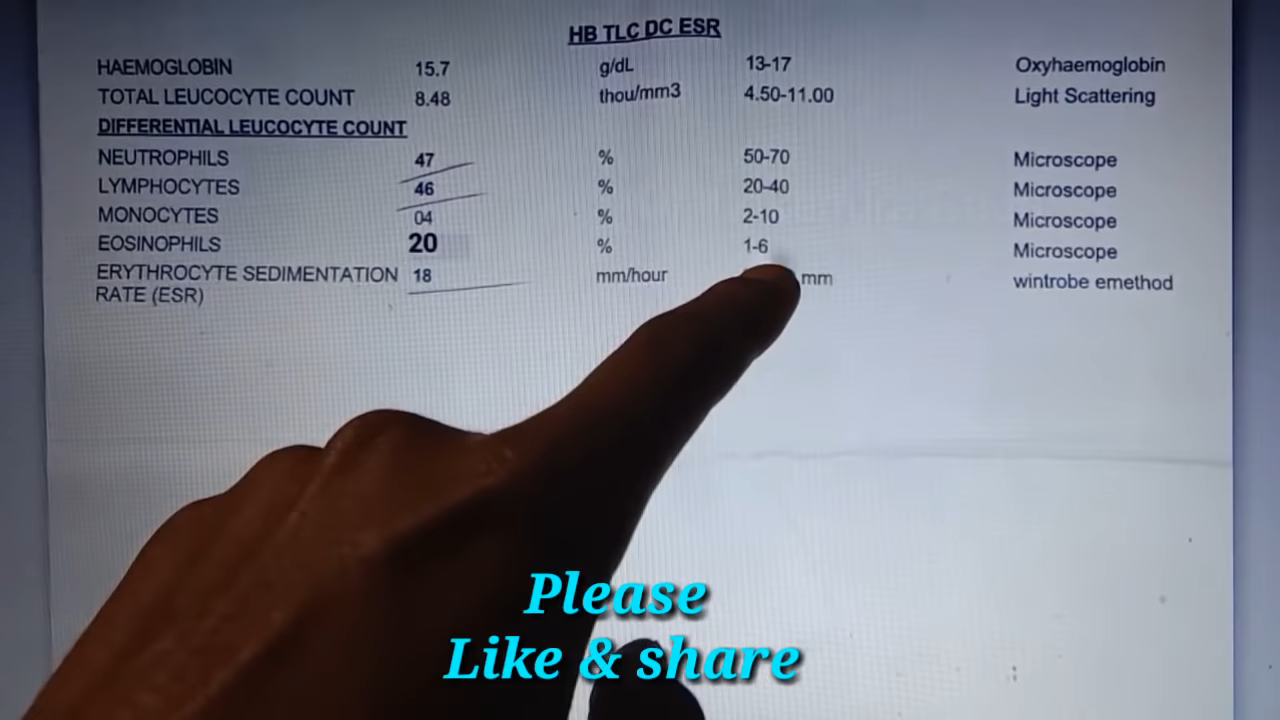 HB TLC DC ESR
HAEMOGLOBIN 15.7 g/dL 13-17 Oxyhaemoglobin
TOTAL LEUCOCYTE COUNT 8.48 thou/mm3 4.50-11.00 Light Scattering
DIFFERENTIAL LEUCOCYTE COUNT
NEUTROPHILS 47 % 50-70 Microscope
LYMPHOCYTES 46 % 20-40 Microscope
MONOCYTES 04 % 2-10 Microscope
EOSINOPHILS 20 % 1-6 Microscope
ERYTHROCYTE SEDIMENTATION 18 mm/hour mm wintrobe emethod
RATE (ESR)
Please
Like & share